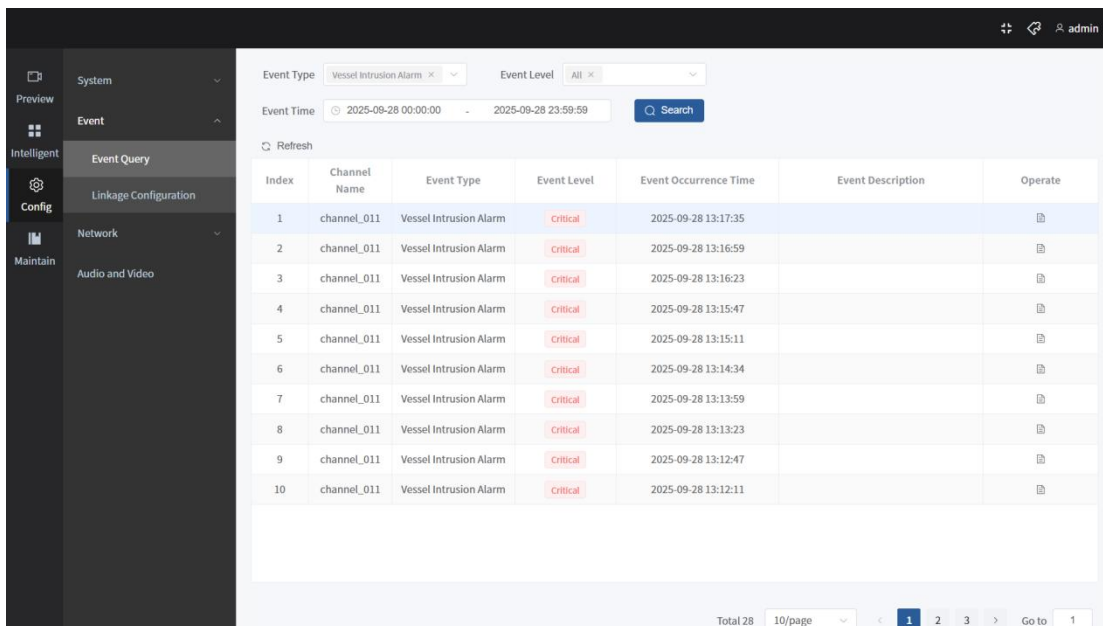 admin
Preview
Intelligent
Config
Maintain
System
Event
Event Query
Linkage Configuration
Network
Audio and Video
Event Type Vessel Intrusion Alarm × Event Level All ×
Event Time 2025-09-28 00:00:00 - 2025-09-28 23:59:59 Search
Refresh
Index Channel Name Event Type Event Level Event Occurrence Time Event Description Operate
1 channel_011 Vessel Intrusion Alarm Critical 2025-09-28 13:17:35
2 channel_011 Vessel Intrusion Alarm Critical 2025-09-28 13:16:59
3 channel_011 Vessel Intrusion Alarm Critical 2025-09-28 13:16:23
4 channel_011 Vessel Intrusion Alarm Critical 2025-09-28 13:15:47
5 channel_011 Vessel Intrusion Alarm Critical 2025-09-28 13:15:11
6 channel_011 Vessel Intrusion Alarm Critical 2025-09-28 13:14:34
7 channel_011 Vessel Intrusion Alarm Critical 2025-09-28 13:13:59
8 channel_011 Vessel Intrusion Alarm Critical 2025-09-28 13:13:23
9 channel_011 Vessel Intrusion Alarm Critical 2025-09-28 13:12:47
10 channel_011 Vessel Intrusion Alarm Critical 2025-09-28 13:12:11
Total 28 10/page < 1 2 3 > Go to 1